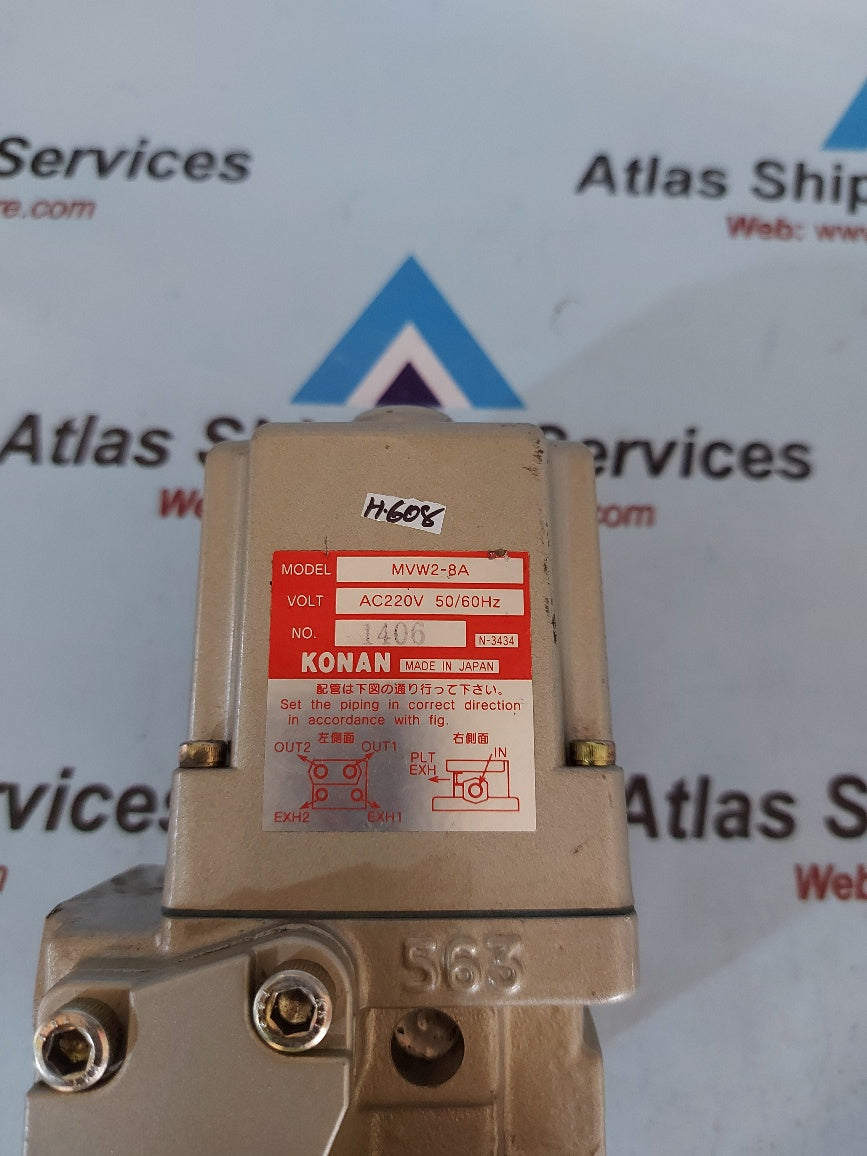 Services
re.com
Atlas Ship
Web: www
Atlas Sh
ervices
We
com
H.608
MODEL MVW2-8A
VOLT AC220V 50/60Hz
NO. 1406 N-3434
KONAN MADE IN JAPAN
配管は下図の通り行って下さい。
Set the piping in correct direction
in accordance with fig.
左側面 右側面
OUT2 OUT1 PLT EXH IN
EXH2 EXH1
vices
Atlas S
Web
563